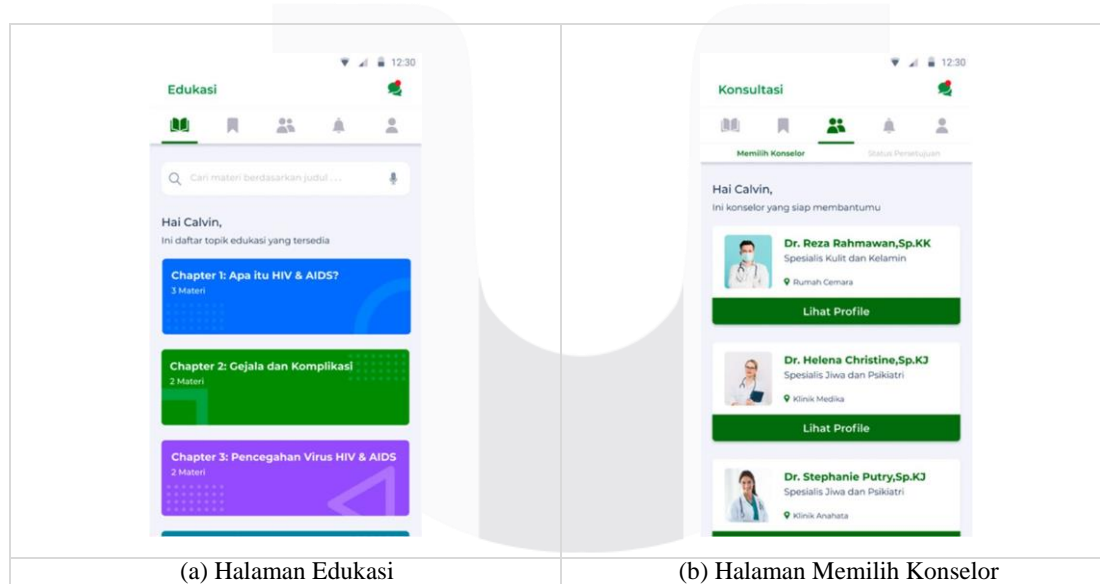 12:30
Edukasi
Cari materi berdasarkan judul . . .
Hai Calvin,
Ini daftar topik edukasi yang tersedia
Chapter 1: Apa itu HIV & AIDS?
3 Materi
Chapter 2: Gejala dan Komplikasi
2 Materi
Chapter 3: Pencegahan Virus HIV & AIDS
2 Materi
(a) Halaman Edukasi
12:30
Konsultasi
Memilih Konselor
Status Persetujuan
Hai Calvin,
Ini konselor yang siap membantumu
Dr. Reza Rahmawan,Sp.KK
Spesialis Kulit dan Kelamin
Rumah Cemara
Lihat Profile
Dr. Helena Christine,Sp.KJ
Spesialis Jiwa dan Psikiatri
Klinik Medika
Lihat Profile
Dr. Stephanie Putry,Sp.KJ
Spesialis Jiwa dan Psikiatri
Klinik Anahata
(b) Halaman Memilih Konselor